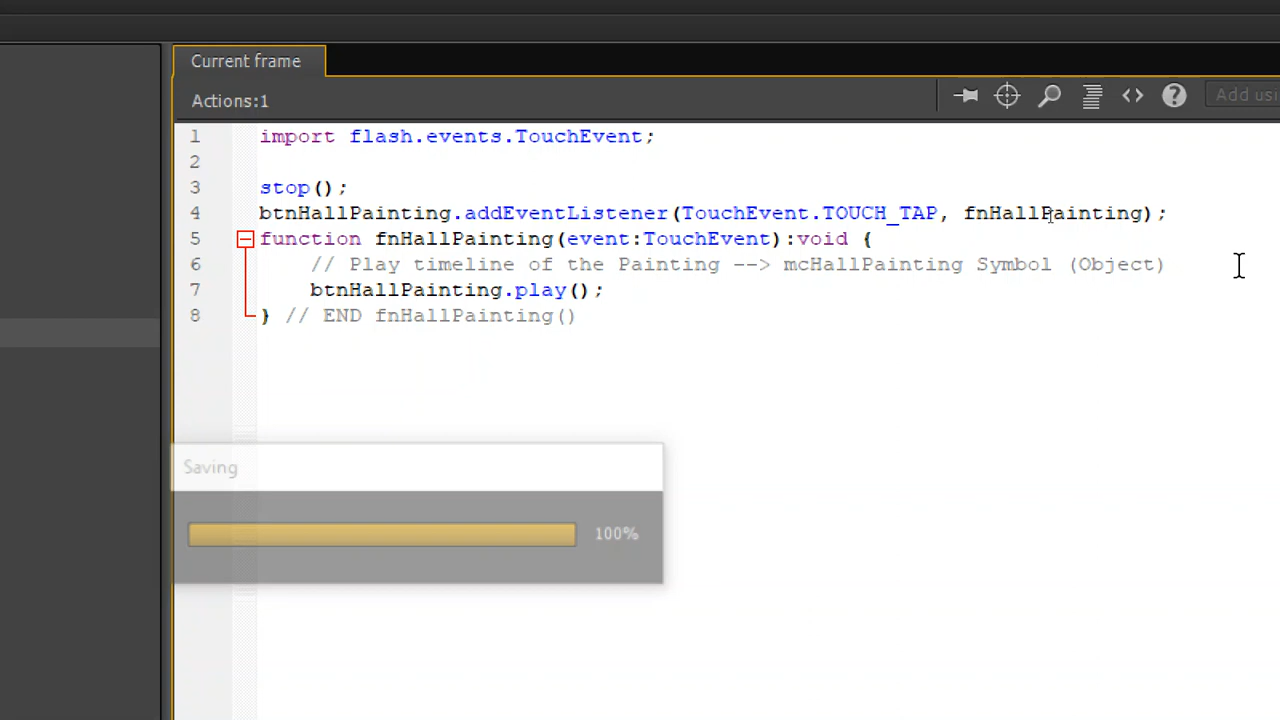 Current frame
Actions:1
Add usi
1 import flash.events.TouchEvent;
2
3 stop();
4 btnHallPainting.addEventListener(TouchEvent.TOUCH_TAP, fnHallPainting);
5 function fnHallPainting(event:TouchEvent):void {
6 // Play timeline of the Painting --> mcHallPainting Symbol (Object)
7 btnHallPainting.play();
8 } // END fnHallPainting()
Saving
100%